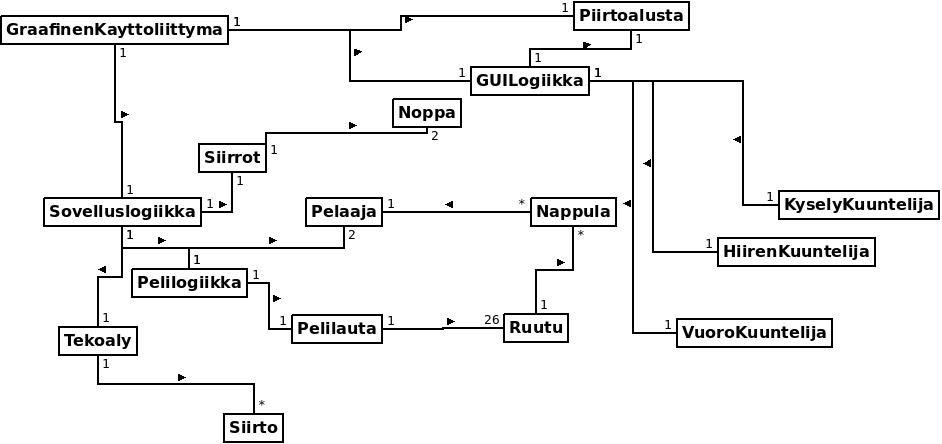 GraafinenKayttoliittyma 1 1 Piirtoalusta
1 1
1 1 GUILogiikka 1
Noppa
2
Siirrot 1
1
1
Sovelluslogiikka 1
1
Pelaaja 1 * Nappula
2 *
1 KyselyKuuntelija
1 HiirenKuuntelija
1
Pelilogiikka 1
1 Pelilauta 1 26 Ruutu
1
1 VuoroKuuntelija
1
Tekoaly
1
*
Siirto